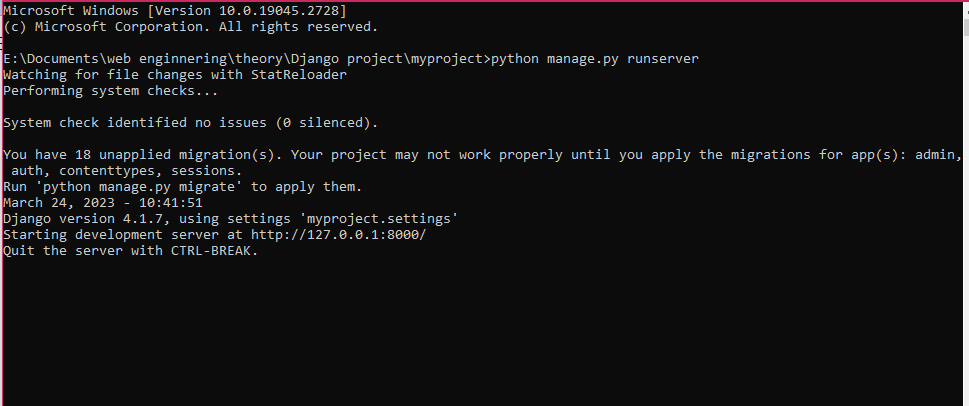 Microsoft Windows [Version 10.0.19045.2728]
(c) Microsoft Corporation. All rights reserved.
E:\Documents\web enginnering\theory\Django project\myproject>python manage.py runserver
Watching for file changes with StatReloader
Performing system checks...
System check identified no issues (0 silenced).
You have 18 unapplied migration(s). Your project may not work properly until you apply the migrations for app(s): admin,
 auth, contenttypes, sessions.
Run 'python manage.py migrate' to apply them.
March 24, 2023 - 10:41:51
Django version 4.1.7, using settings 'myproject.settings'
Starting development server at http://127.0.0.1:8000/
Quit the server with CTRL-BREAK.